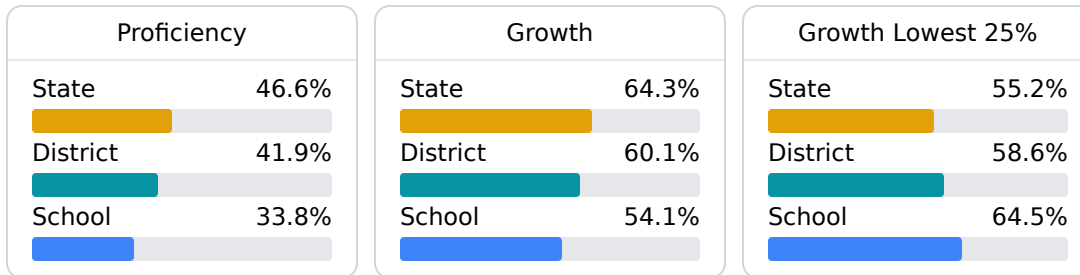 Proficiency
State 46.6%
District 41.9%
School 33.8%
Growth
State 64.3%
District 60.1%
School 54.1%
Growth Lowest 25%
State 55.2%
District 58.6%
School 64.5%